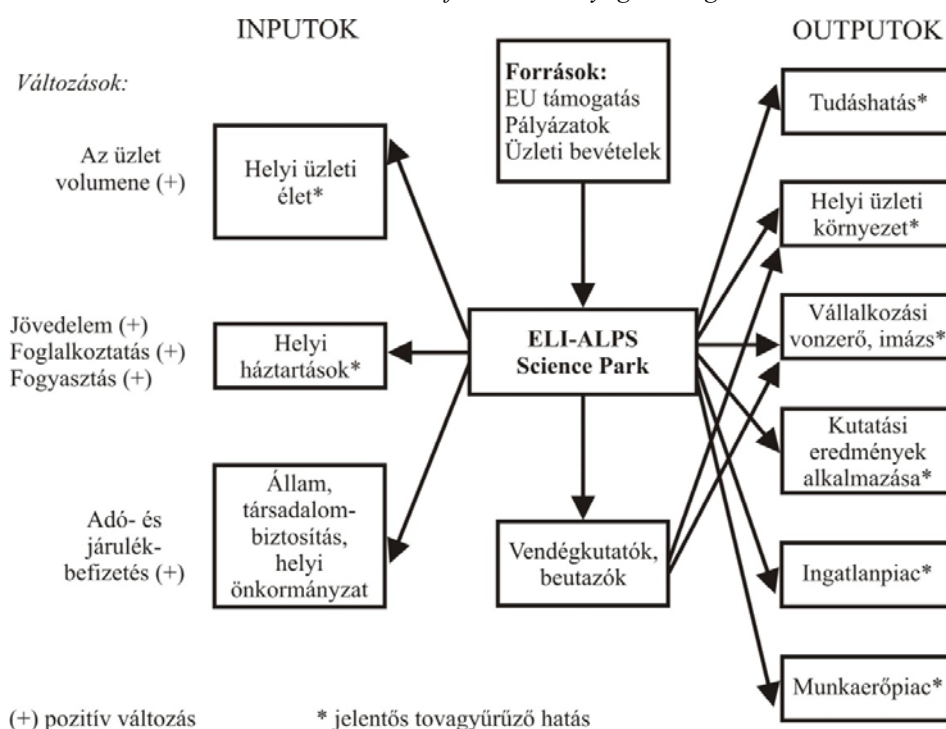 INPUTOK
OUTPUTOK
Változások:
Források:
EU támogatás
Pályázatok
Üzleti bevételek
Tudáshatás*
Az üzlet
volumene (+)
Helyi üzleti
élet*
Helyi üzleti
környezet*
Jövedelem (+)
Foglalkoztatás (+)
Fogyasztás (+)
Helyi
háztartások*
ELI-ALPS
Science Park
Vállalkozási
vonzerő, imázs*
Kutatási
eredmények
alkalmazása*
Adó- és
járulék-
befizetés (+)
Állam,
társadalom-
biztosítás,
helyi
önkormányzat
Vendégkutatók,
beutazók
Ingatlanpiac*
Munkaerőpiac*
(+) pozitív változás
* jelentős tovagyűrűző hatás